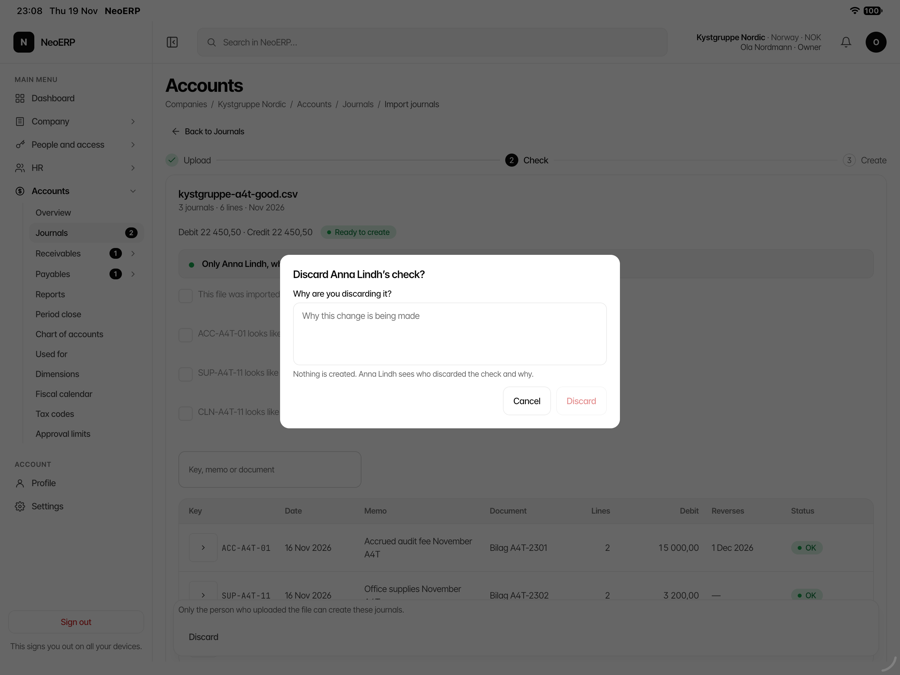 23:08 Thu 19 Nov NeoERP
100
N NeoERP
Search in NeoERP...
Kystgruppe Nordic · Norway · NOK
Ola Nordmann · Owner
O
MAIN MENU
Dashboard
Company
People and access
HR
Accounts
Overview
Journals 2
Receivables 1
Payables 1
Reports
Period close
Chart of accounts
Used for
Dimensions
Fiscal calendar
Tax codes
Approval limits
ACCOUNT
Profile
Settings
Sign out
This signs you out on all your devices.
Accounts
Companies / Kystgruppe Nordic / Accounts / Journals / Import journals
Back to Journals
Upload 2 Check 3 Create
kystgruppe-a4t-good.csv
3 journals · 6 lines · Nov 2026
Debit 22 450,50 · Credit 22 450,50 Ready to create
Only Anna Lindh,
This file was imported
ACC-A4T-01 looks like
SUP-A4T-11 looks like
CLN-A4T-11 looks like
Discard Anna Lindh's check?
Why are you discarding it?
Why this change is being made
Nothing is created. Anna Lindh sees who discarded the check and why.
Cancel Discard
Key, memo or document
Key Date Memo Document Lines Debit Reverses Status
ACC-A4T-01 16 Nov 2026 Accrued audit fee November A4T Bilag A4T-2301 2 15 000,00 1 Dec 2026 OK
SUP-A4T-11 16 Nov 2026 Office supplies November Bilag A4T-2302 2 3 200,00 — OK
Only the person who uploaded the file can create these journals.
Discard